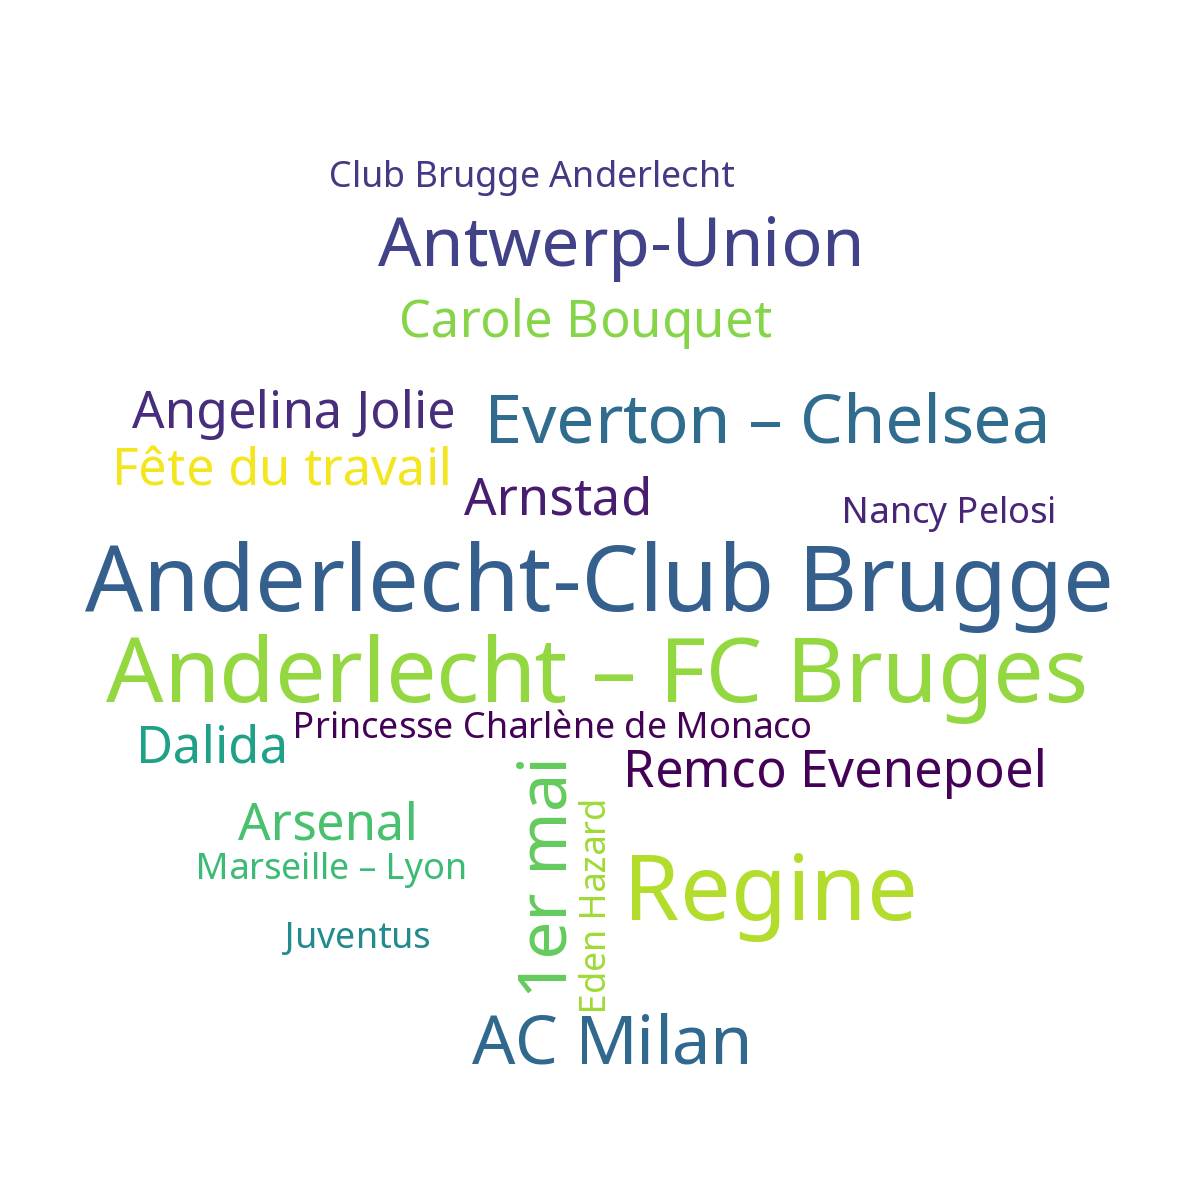 Club Brugge Anderlecht
Antwerp-Union
Carole Bouquet
Angelina Jolie
Everton – Chelsea
Fête du travail
Arnstad
Nancy Pelosi
Anderlecht-Club Brugge
Anderlecht – FC Bruges
Princesse Charlène de Monaco
Dalida
Remco Evenepoel
1er mai
Eden Hazard
Arsenal
Marseille – Lyon
Regine
Juventus
AC Milan